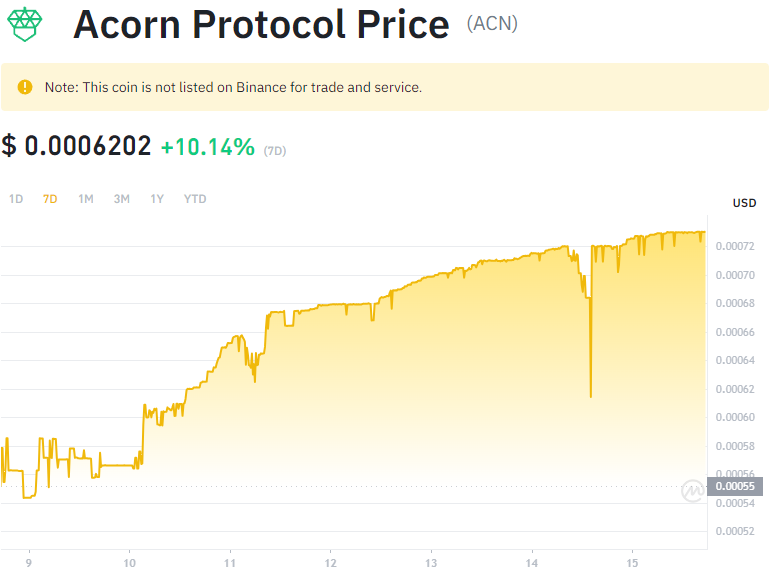 Acorn Protocol Price (ACN)
Note: This coin is not listed on Binance for trade and service.
$ 0.0006202 +10.14% (7D)
1D 7D 1M 3M 1Y YTD
USD
0.00072
0.00070
0.00068
0.00066
0.00064
0.00062
0.00060
0.00058
0.00056
0.00055
0.00054
0.00052
9 10 11 12 13 14 15